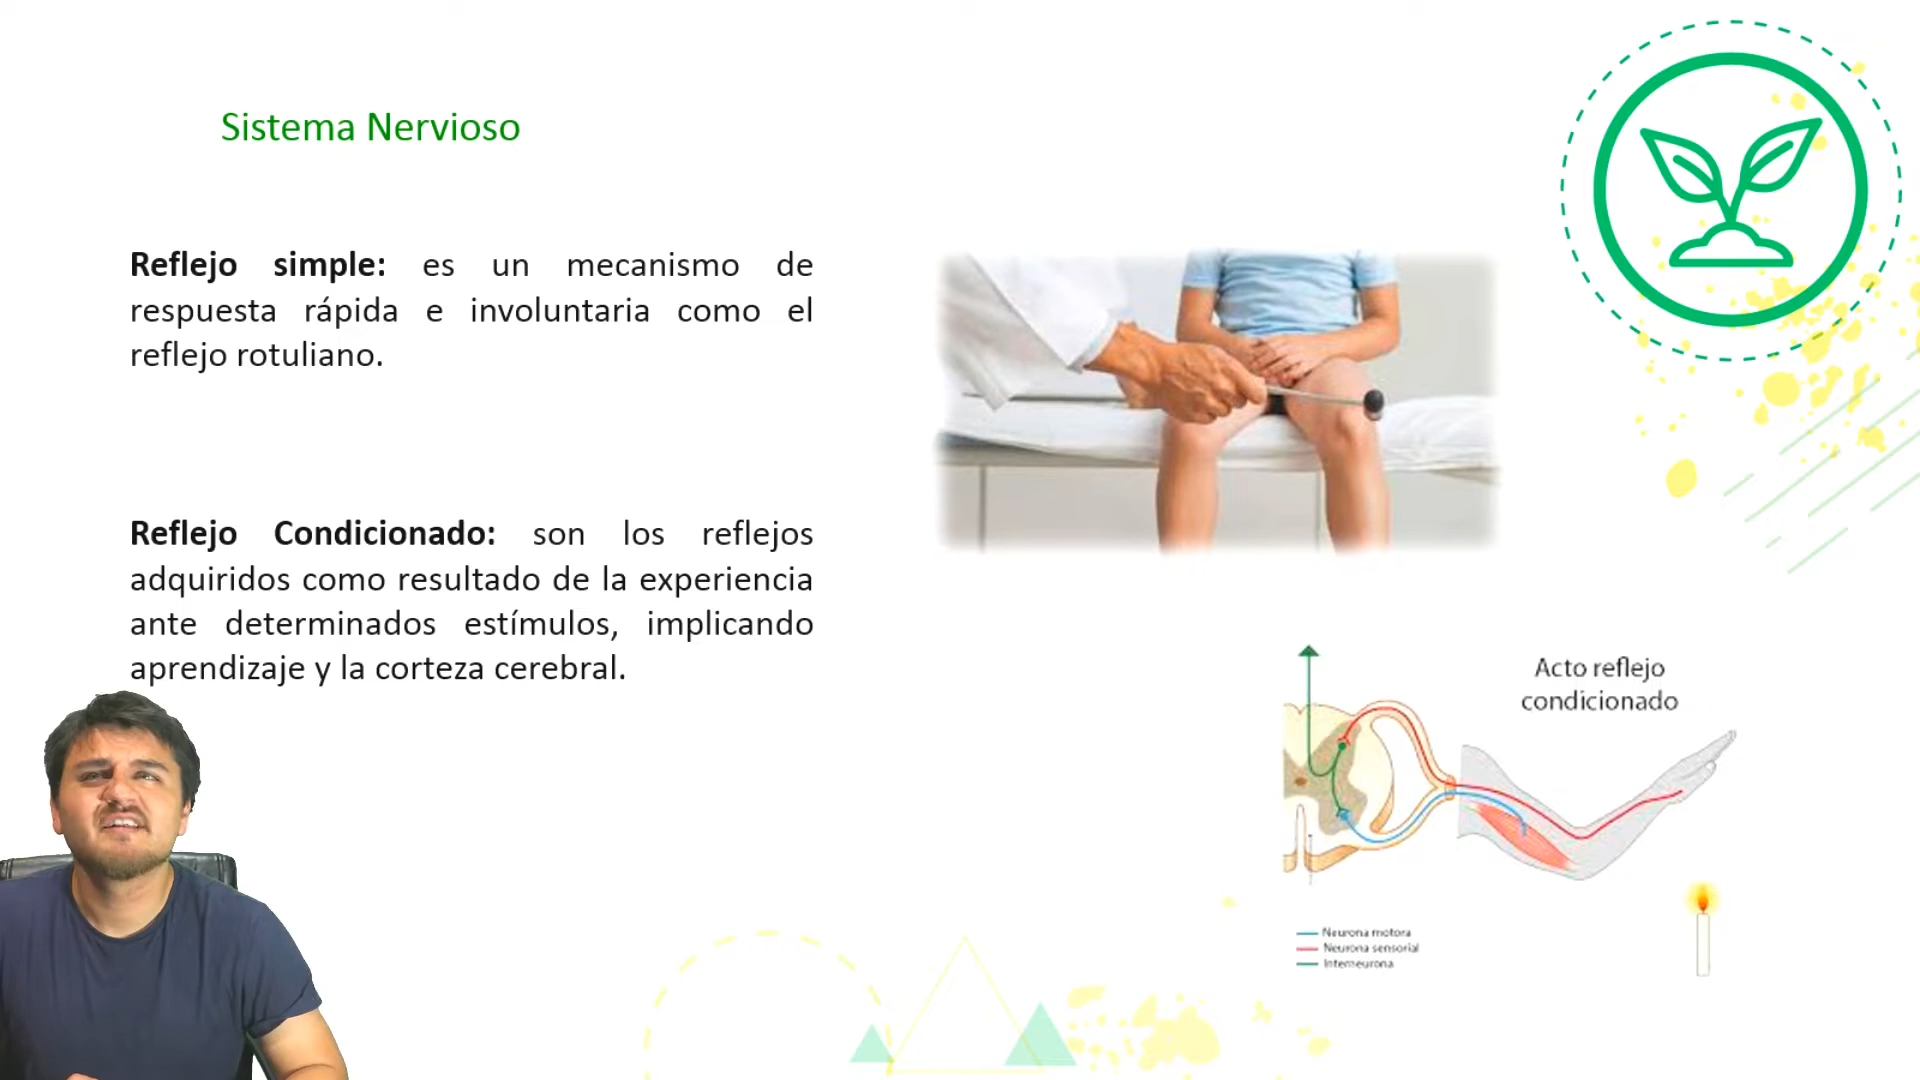 Sistema Nervioso
Reflejo simple: es un mecanismo de
respuesta rápida e involuntaria como el
reflejo rotuliano.
Reflejo Condicionado: son los reflejos
adquiridos como resultado de la experiencia
ante determinados estímulos, implicando
aprendizaje y la corteza cerebral.
Acto reflejo
condicionado
Neurona motora
Neurona sensorial
Interneurona